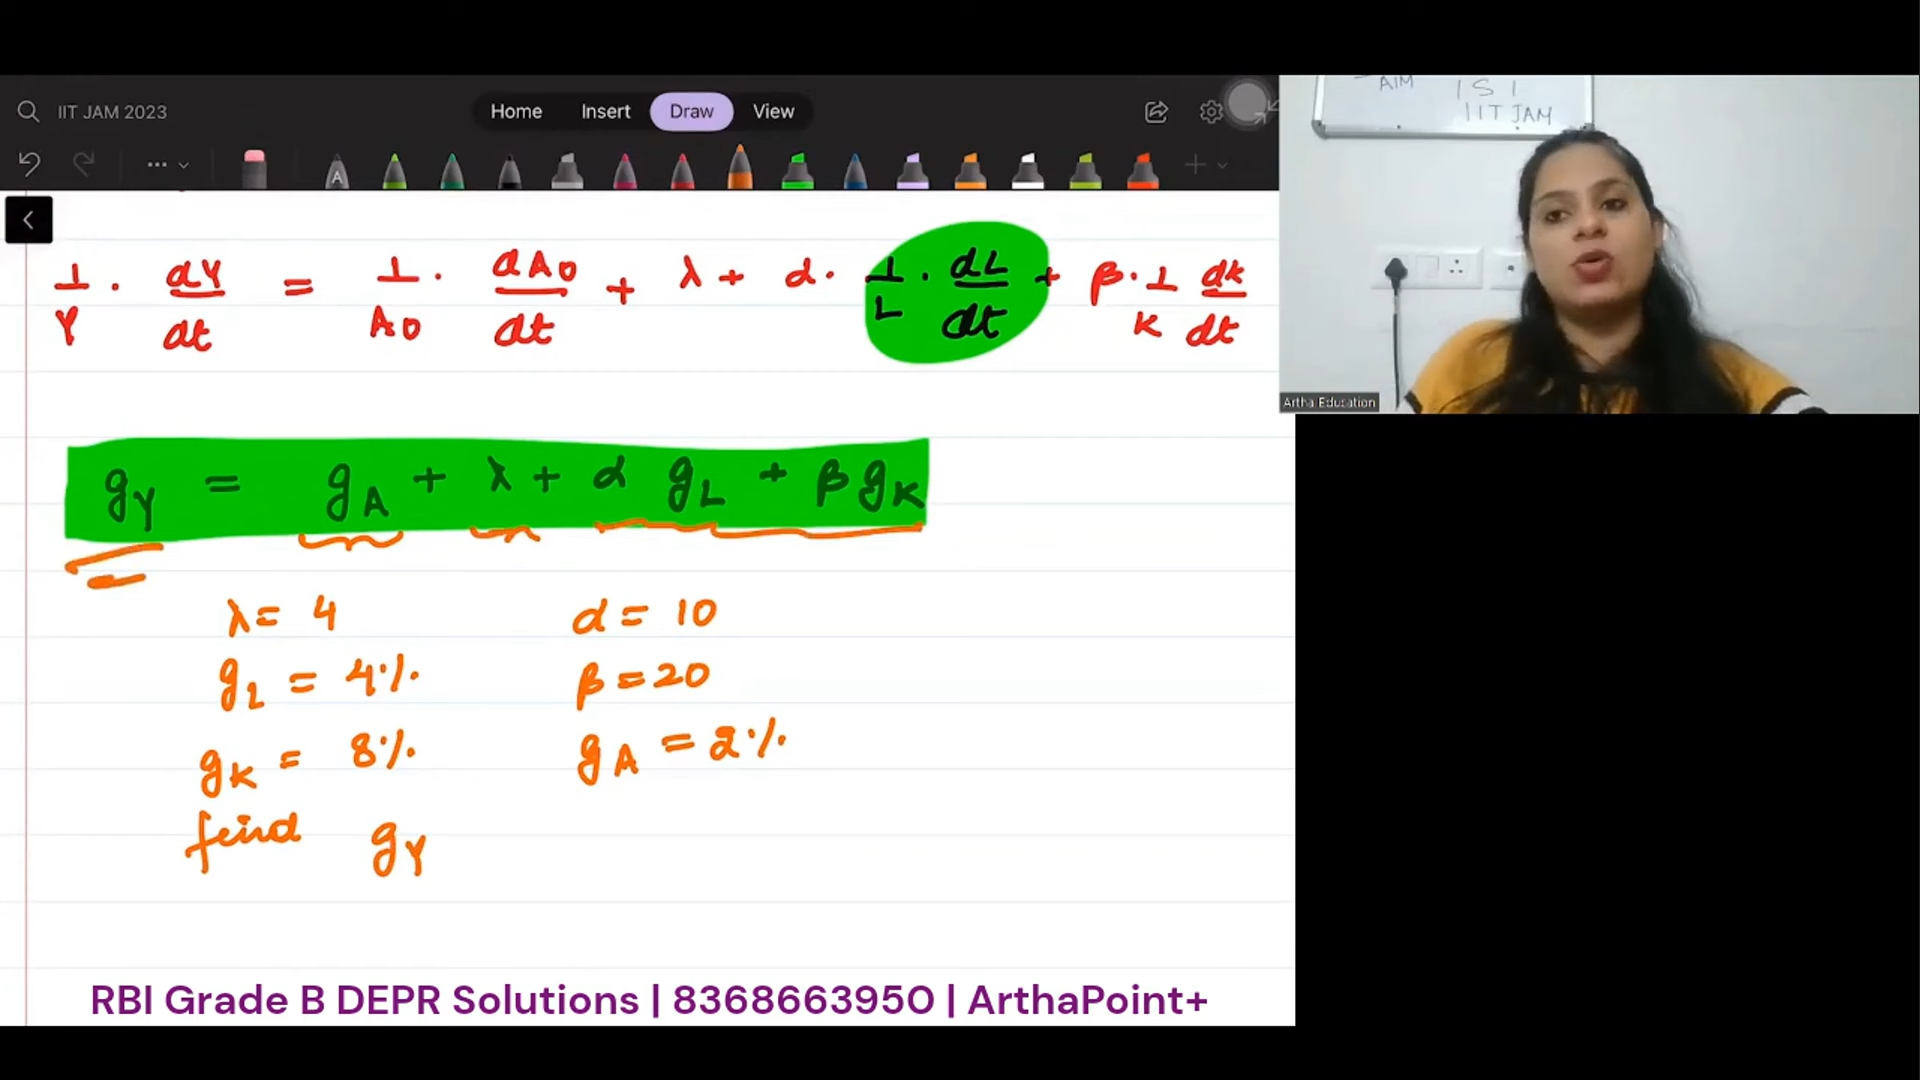 AIM
ISI
IIT JAM
IIT JAM 2023
Home Insert Draw View
A
1/Y · dY/dt = 1/A0 · dA0/dt + λ + α · 1/L · dL/dt + β · 1/K dk/dt
Artha Education
gY = gA + λ + α gL + β gK
λ = 4 α = 10
gL = 4% β = 20
gK = 8% gA = 2%
find gY
RBI Grade B DEPR Solutions | 8368663950 | ArthaPoint+